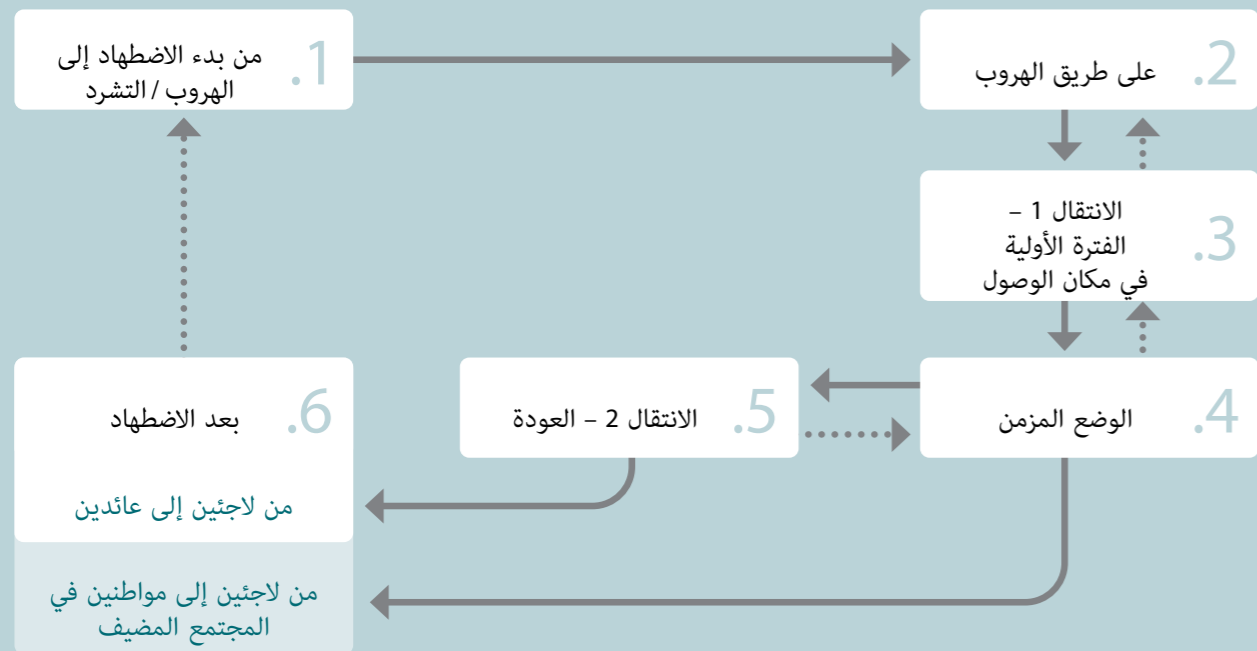 1. من بدء الاضطهاد إلى
الهروب / التشرد
2. على طريق الهروب
3. الانتقال 1 –
الفترة الأولية
في مكان الوصول
4. الوضع المزمن
5. الانتقال 2 – العودة
6. بعد الاضطهاد
من لاجئين إلى عائدين
من لاجئين إلى مواطنين في
المجتمع المضيف